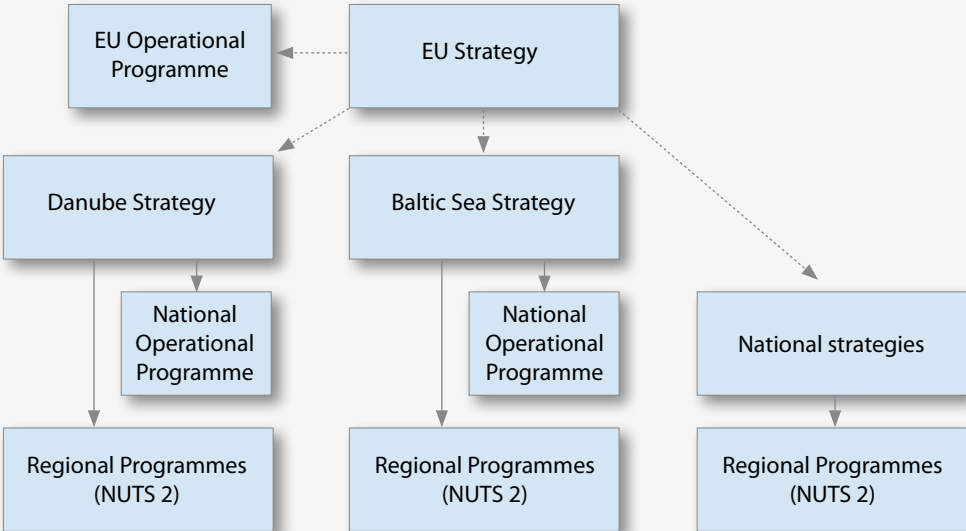 EU Operational
Programme
EU Strategy
Danube Strategy
Baltic Sea Strategy
National
Operational
Programme
National
Operational
Programme
National strategies
Regional Programmes
(NUTS 2)
Regional Programmes
(NUTS 2)
Regional Programmes
(NUTS 2)